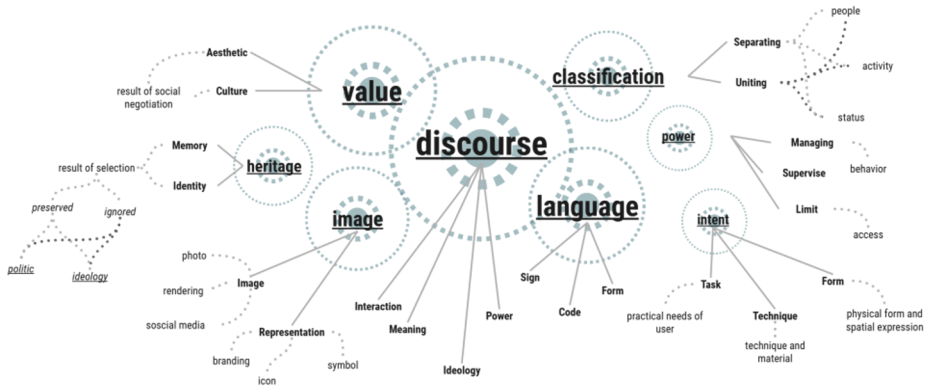 people
Separating
Aesthetic
classification
activity
Uniting
value
result of social
negotiation
Culture
status
power
discourse
Managing
Memory
behavior
result of selection
heritage
Supervise
Identity
preserved
ignored
image
language
intent
Limit
access
politic
ideology
photo
Sign
Form
Task
Form
Image
rendering
Interaction
Code
practical needs of
user
Technique
physical form and
spatial expression
soscial media
Representation
Meaning
Power
technique and
material
branding
symbol
icon
Ideology